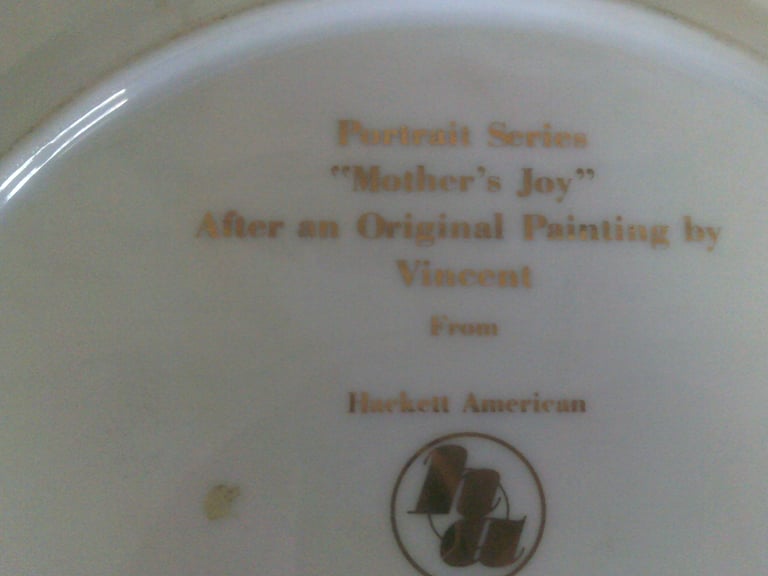 Portrait Series
"Mother's Joy"
After an Original Painting by
Vincent
From
Hackett American